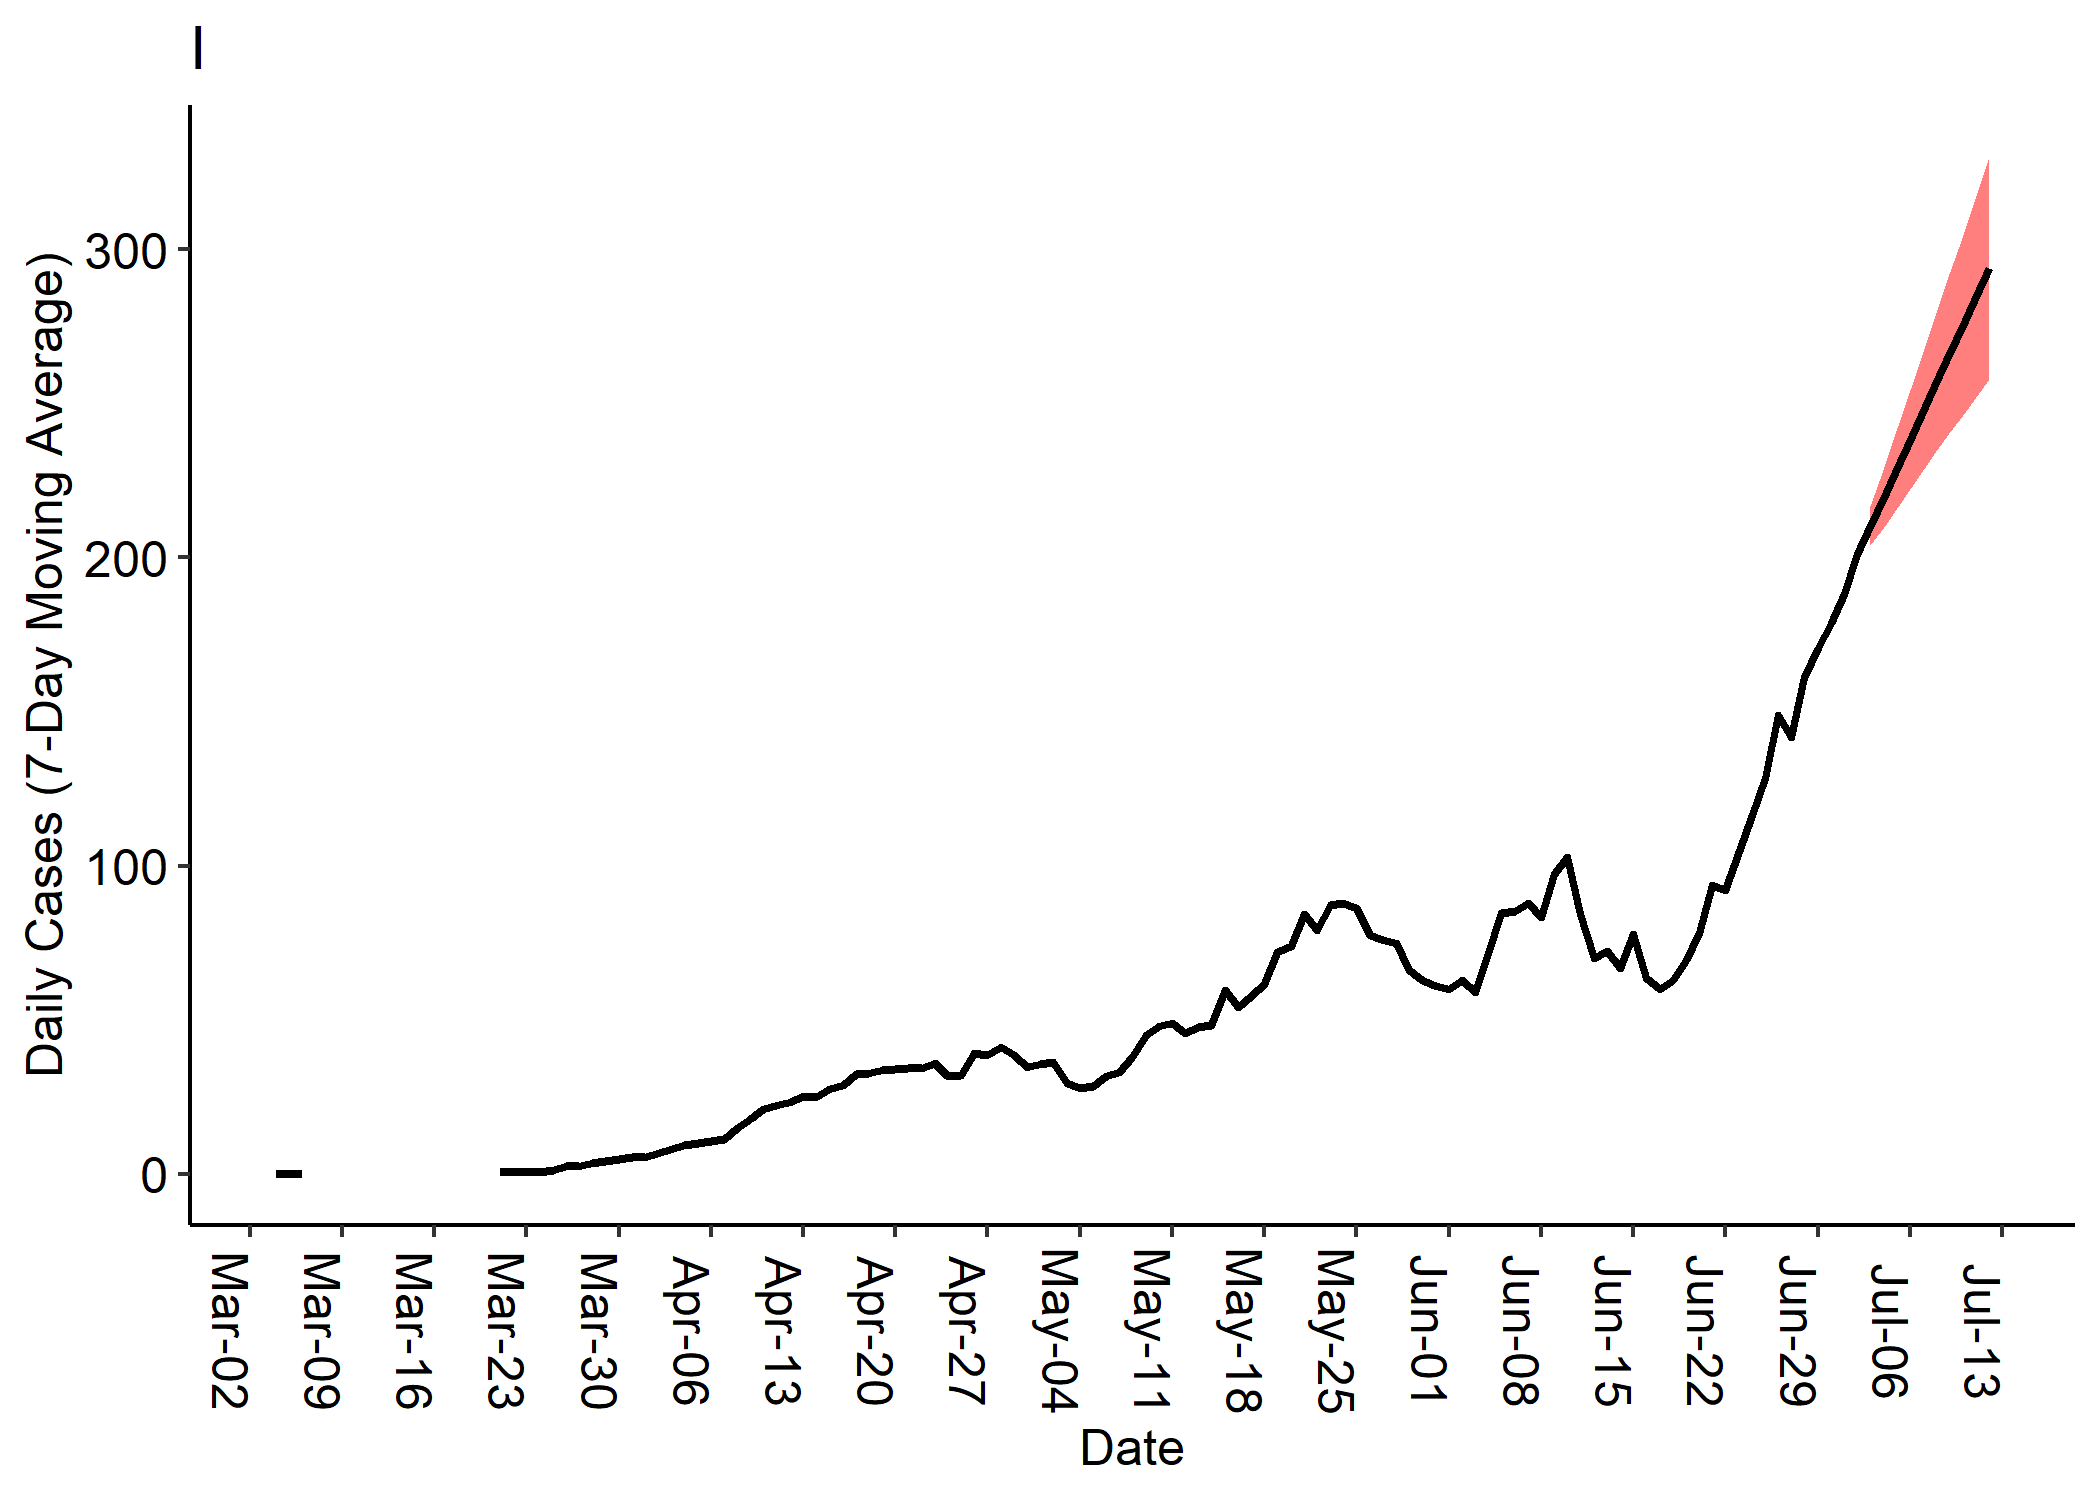 I
Daily Cases (7-Day Moving Average)
300
200
100
0
Mar-02
Mar-09
Mar-16
Mar-23
Mar-30
Apr-06
Apr-13
Apr-20
Apr-27
May-04
May-11
May-18
May-25
Jun-01
Jun-08
Jun-15
Jun-22
Jun-29
Jul-06
Jul-13
Date